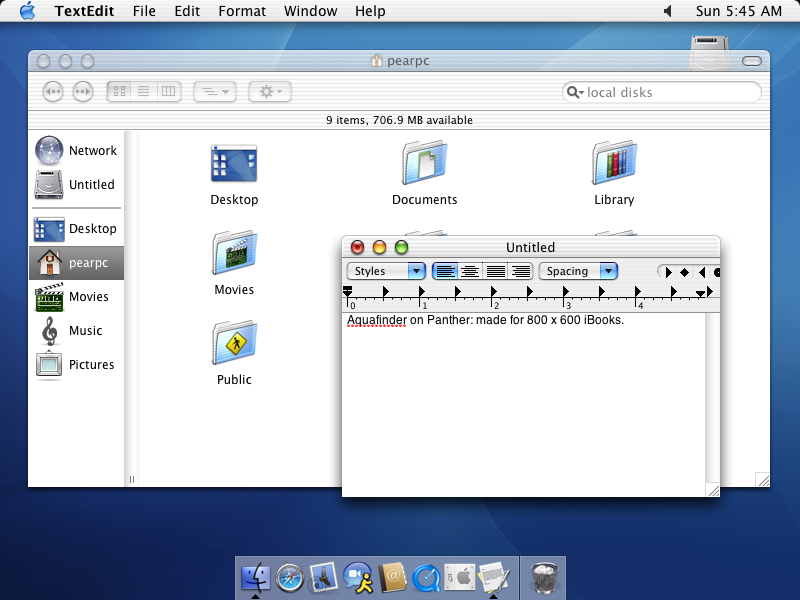 TextEdit File Edit Format Window Help Sun 5:45 AM
pearpc
local disks
9 items, 706.9 MB available
Network
Untitled
Desktop
pearpc
Movies
Music
Pictures
Desktop
Documents
Library
Movies
Public
Untitled
Styles
Spacing
0 1 2 3 4
Aquafinder on Panther: made for 800 x 600 iBooks.